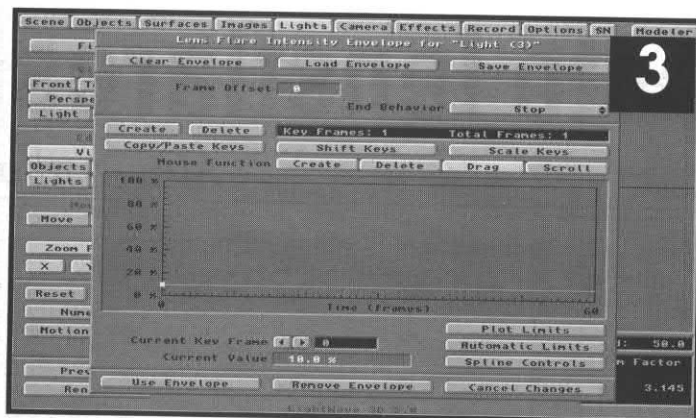 Scene Objects Surfaces Images Lights Camera Effects Record Options SN Modeler
Lens Flare Intensity Envelope for "Light (3)"
3
Clear Envelope Load Envelope Save Envelope
Frame Offset 0
End Behavior Stop
Create Delete Key Frames: 1 Total Frames: 1
Copy/Paste Keys Shift Keys Scale Keys
Mouse Function Create Delete Drag Scroll
100 %
80 %
60 %
40 %
20 %
0 %
0 Time (frames) 60
Current Key Frame 0
Current Value 10.0 %
Plot Limits
Automatic Limits
Spline Controls
Use Envelope Remove Envelope Cancel Changes
Front
Light
Objects
Lights
Move
Zoom
X Y
Reset
Motion
50.0
Factor
3.145
LightWave 3D